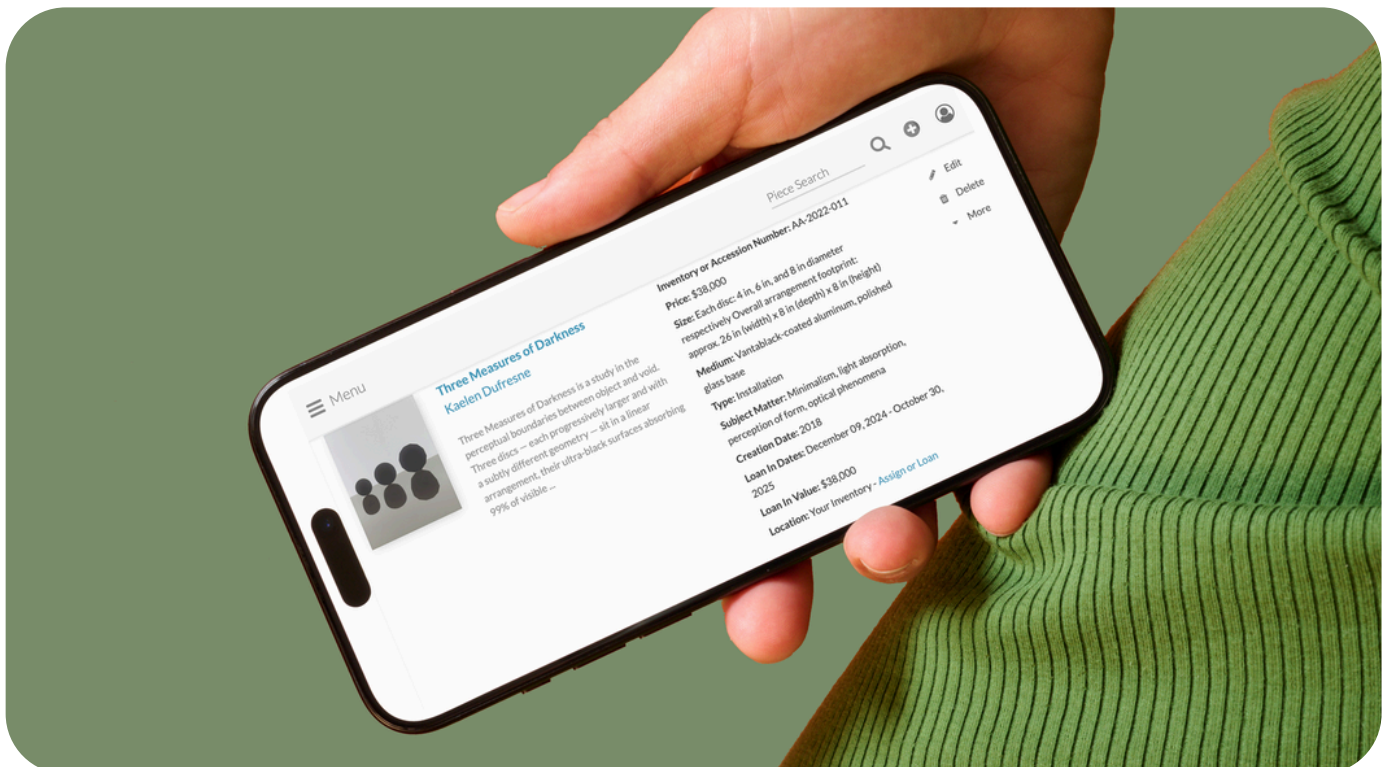 Menu
Piece Search
Edit
Delete
More
Three Measures of Darkness
Kaelen Dufresne
Three Measures of Darkness is a study in the
perceptual boundaries between object and void.
Three discs — each progressively larger and with
a subtly different geometry — sit in a linear
arrangement, their ultra-black surfaces absorbing
99% of visible ...
Inventory or Accession Number: AA-2022-011
Price: $38,000
Size: Each disc: 4 in, 6 in, and 8 in diameter
respectively Overall arrangement footprint:
approx. 26 in (width) x 8 in (depth) x 8 in (height)
Medium: Vantablack-coated aluminum, polished
glass base
Type: Installation
Subject Matter: Minimalism, light absorption,
perception of form, optical phenomena
Creation Date: 2018
Loan In Dates: December 09, 2024 - October 30,
2025
Loan In Value: $38,000
Location: Your Inventory - Assign or Loan